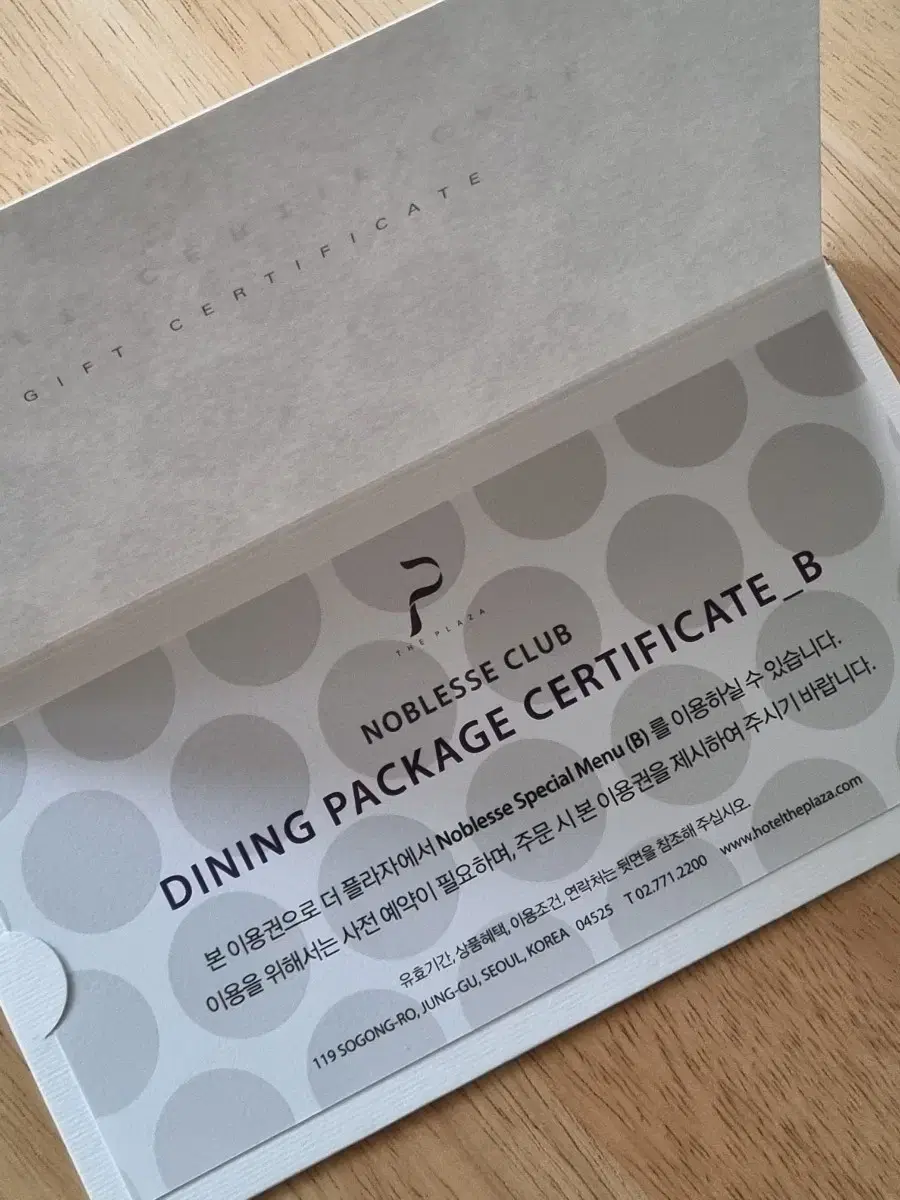 GIFT CERTIFICATE
THE PLAZA
NOBLESSE CLUB
DINING PACKAGE CERTIFICATE_B
본 이용권으로 더 플라자에서 Noblesse Special Menu (B) 를 이용하실 수 있습니다.
이용을 위해서는 사전 예약이 필요하며, 주문 시 본 이용권을 제시하여 주시기 바랍니다.
유효기간, 상품혜택, 이용조건, 연락처는 뒷면을 참조해 주십시오.
119 SOGONG-RO, JUNG-GU, SEOUL, KOREA 04525 T 02.771.2200 www.hoteltheplaza.com